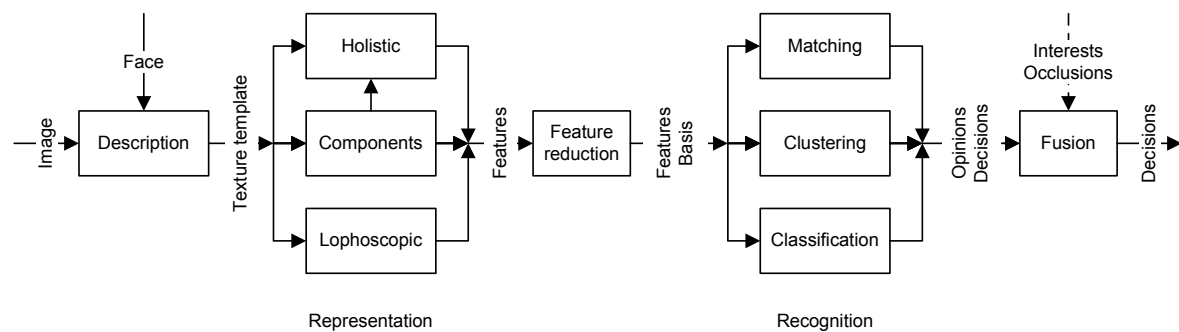 Face
Image
Description
Texture template
Holistic
Components
Lophoscopic
Representation
Features
Feature
reduction
Features
Basis
Matching
Clustering
Classification
Recognition
Opinions
Decisions
Interests
Occlusions
Fusion
Decisions